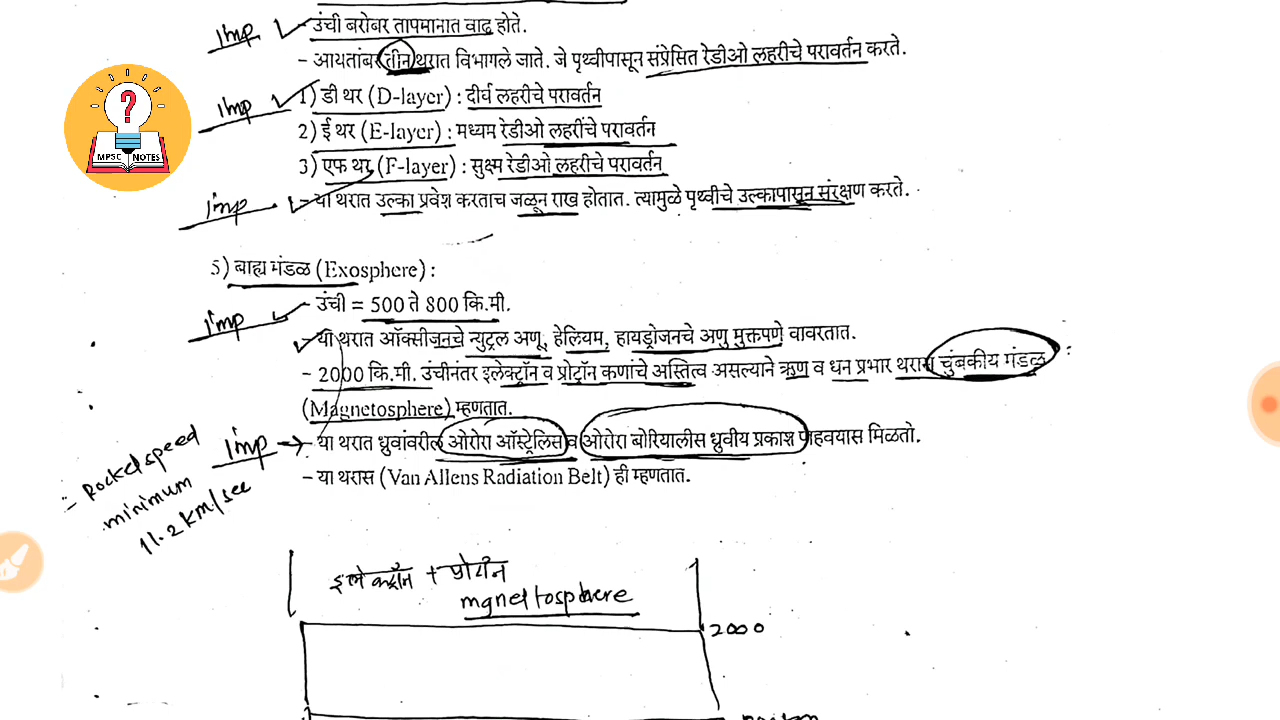 imp उंची बरोबर तापमानात वाढ होते.
- आयतांबर तीन थरात विभागले जाते. जे पृथ्वीपासून संप्रेसित रेडीओ लहरीचे परावर्तन करते.
imp 1) डी थर (D-layer) : दीर्घ लहरीचे परावर्तन
MPSC NOTES
2) ई थर (E-layer) : मध्यम रेडीओ लहरींचे परावर्तन
3) एफ थर (F-layer) : सुक्ष्म रेडीओ लहरीचे परावर्तन
imp - या थरात उल्का प्रवेश करताच जळून राख होतात. त्यामुळे पृथ्वीचे उल्कापासून संरक्षण करते.
5) बाह्य मंडळ (Exosphere) :
imp - उंची = 500 ते 800 कि.मी.
या थरात ऑक्सीजनचे न्युट्रल अणू, हेलियम, हायड्रोजनचे अणु मुक्तपणे वावरतात.
- 2000 कि.मी. उंचीनंतर इलेक्ट्रॉन व प्रोट्रॉन कणांचे अस्तित्व असल्याने ऋण व धन प्रभार थरास चुंबकीय मंडळ
(Magnetosphere) म्हणतात.
imp → - या थरात ध्रुवांवरील ओरोरा ऑस्ट्रेलिस व ओरोरा बोरियालीस ध्रुवीय प्रकाश पाहवयास मिळतो.
- या थरास (Van Allens Radiation Belt) ही म्हणतात.
- Rocket speed
minimum
11.2 KM/sec
इलेक्ट्रॉन + प्रोटॉन
mgnetosphere
2000